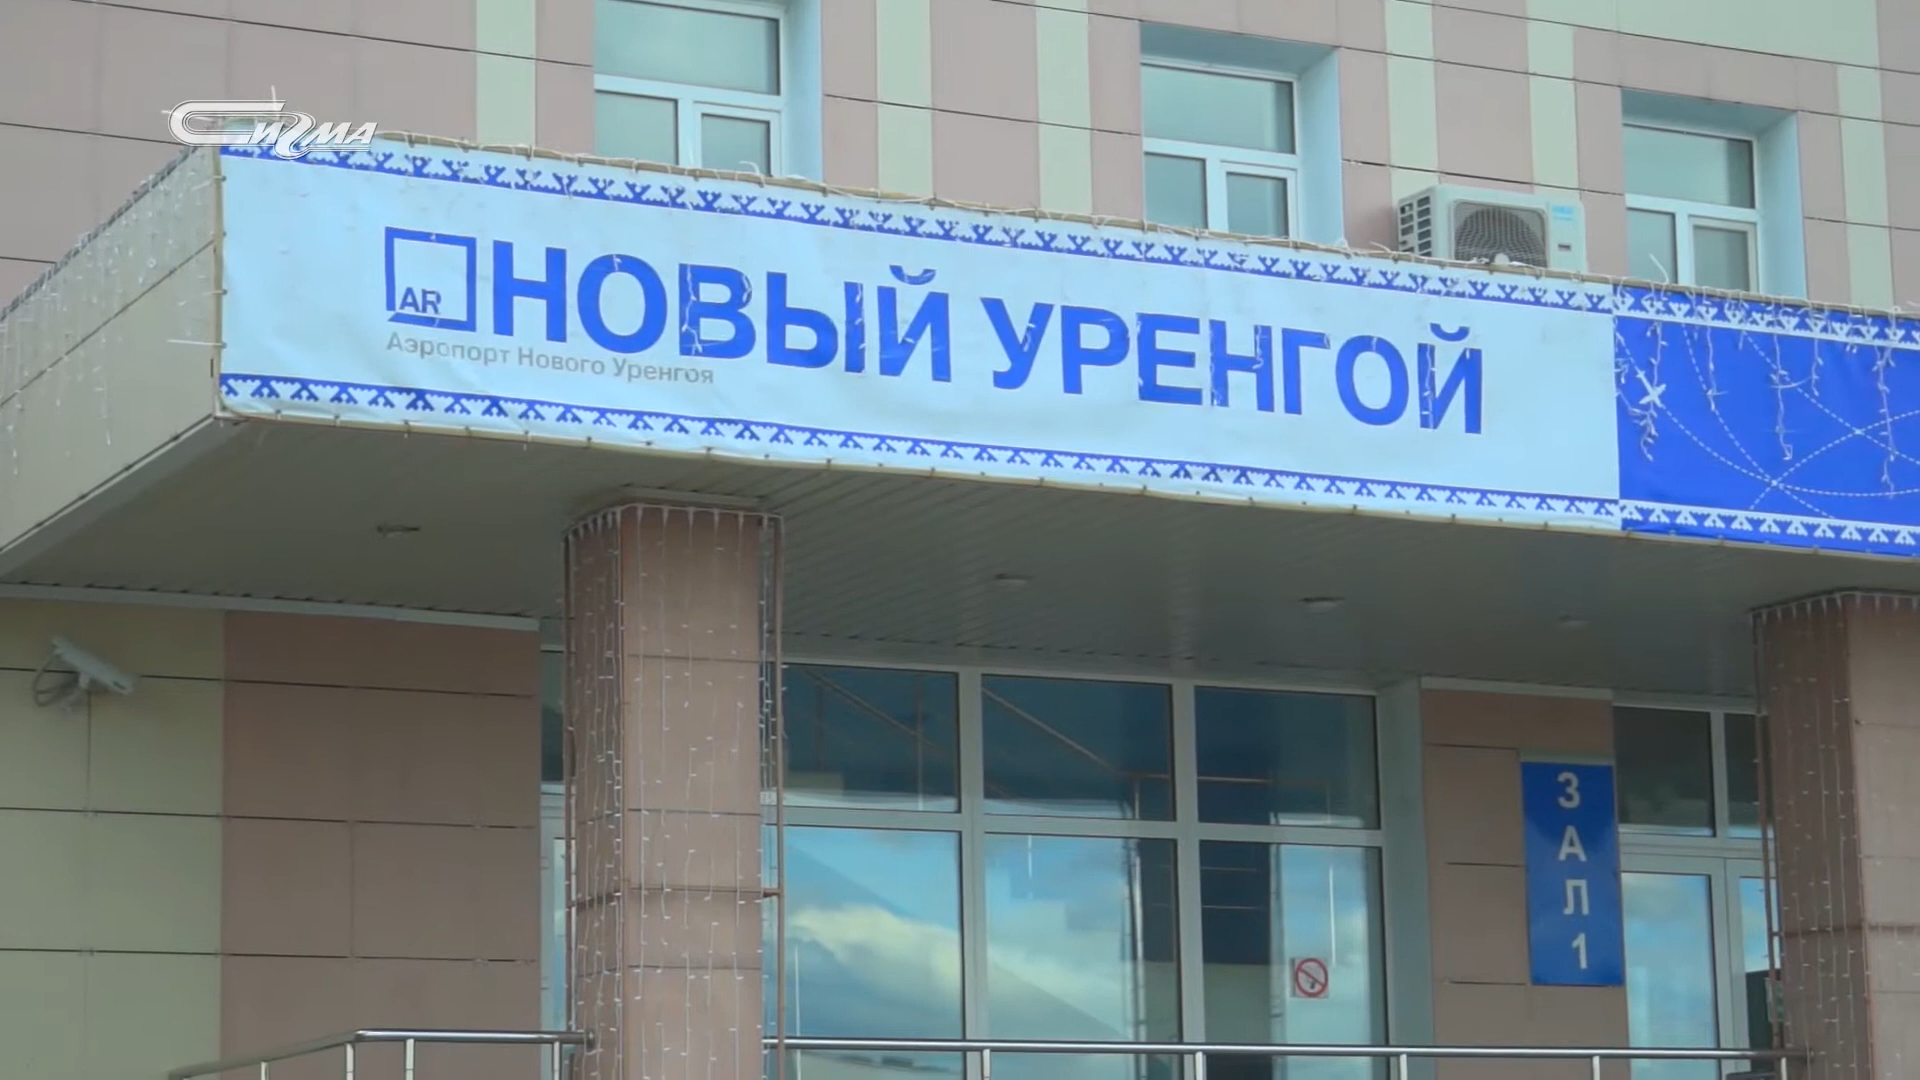 СИГМА
AR
НОВЫЙ УРЕНГОЙ
Аэропорт Нового Уренгоя
ЗАЛ 1